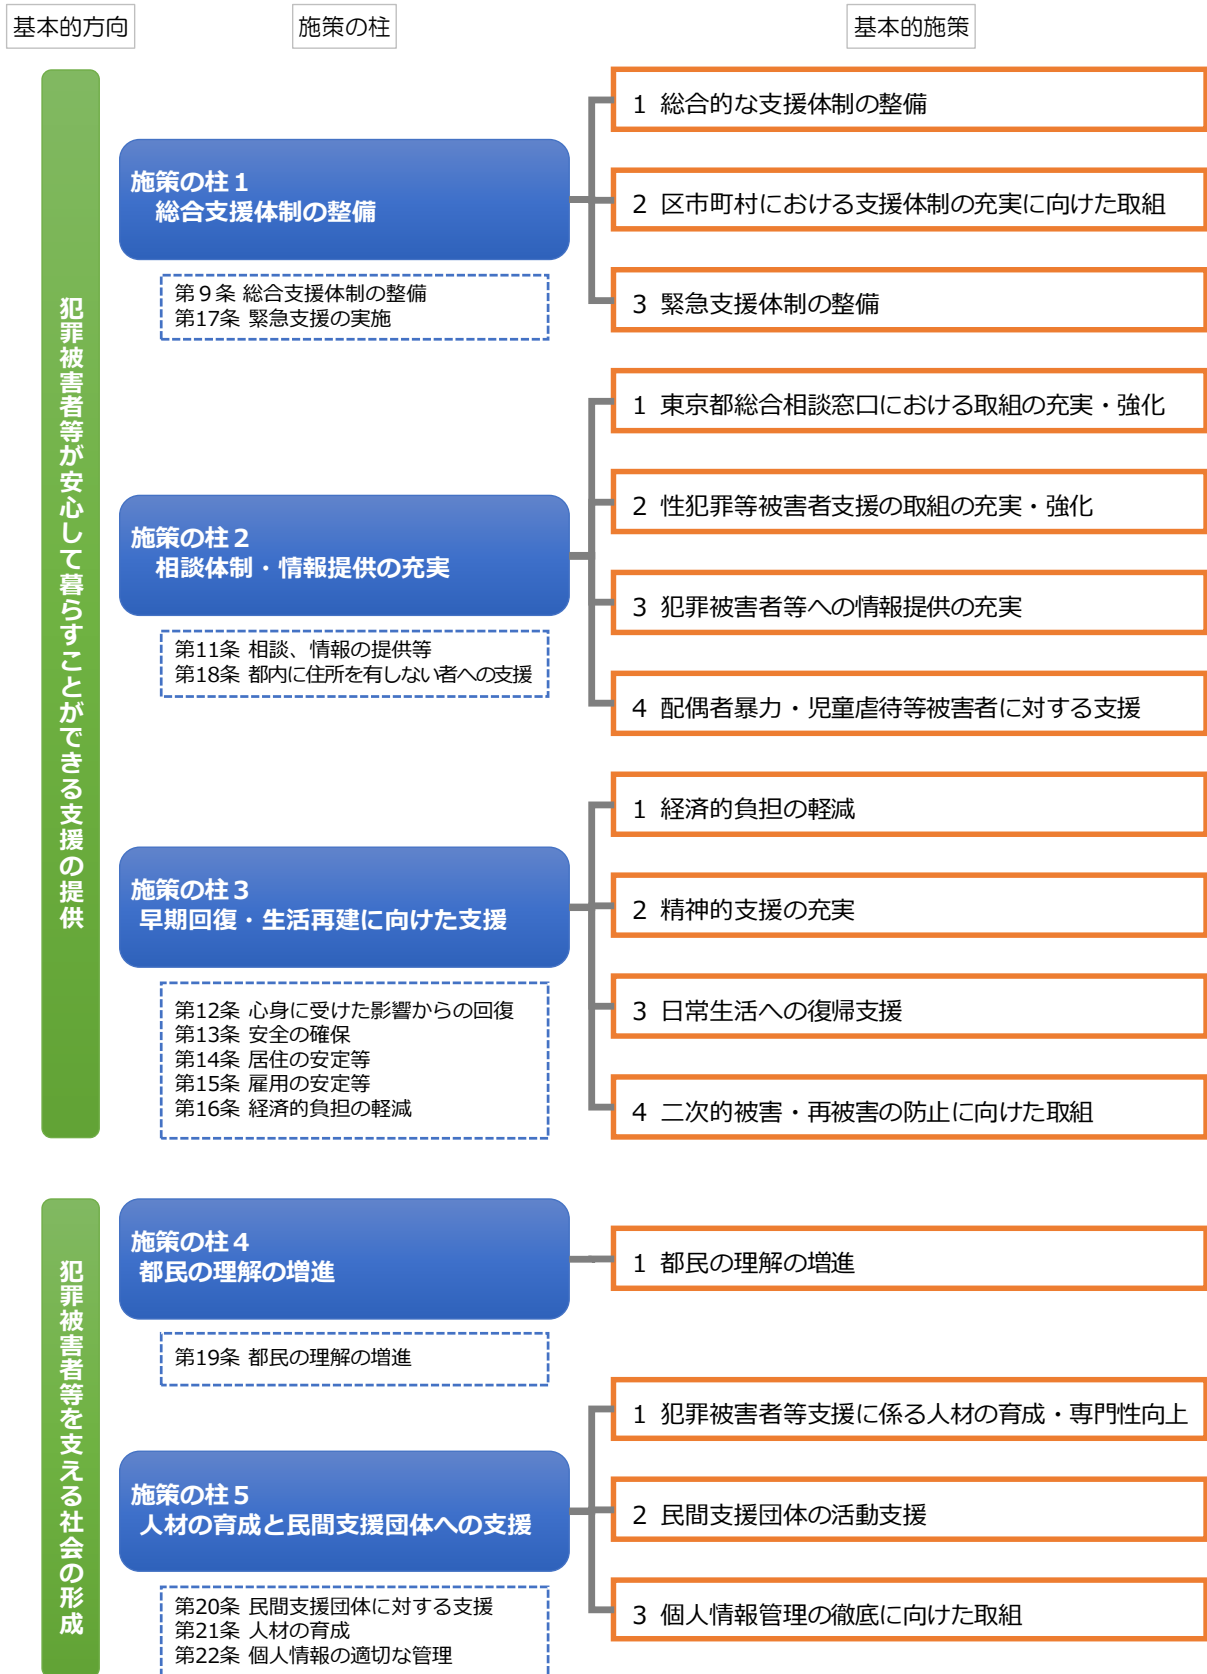 基本的方向
施策の柱
基本的施策
犯罪被害者等が安心して暮らすことができる支援の提供
施策の柱１
総合支援体制の整備
第９条 総合支援体制の整備
第17条 緊急支援の実施
1 総合的な支援体制の整備
2 区市町村における支援体制の充実に向けた取組
3 緊急支援体制の整備
施策の柱２
相談体制・情報提供の充実
第11条 相談、情報の提供等
第18条 都内に住所を有しない者への支援
1 東京都総合相談窓口における取組の充実・強化
2 性犯罪等被害者支援の取組の充実・強化
3 犯罪被害者等への情報提供の充実
4 配偶者暴力・児童虐待等被害者に対する支援
施策の柱３
早期回復・生活再建に向けた支援
第12条 心身に受けた影響からの回復
第13条 安全の確保
第14条 居住の安定等
第15条 雇用の安定等
第16条 経済的負担の軽減
1 経済的負担の軽減
2 精神的支援の充実
3 日常生活への復帰支援
4 二次的被害・再被害の防止に向けた取組
犯罪被害者等を支える社会の形成
施策の柱４
都民の理解の増進
第19条 都民の理解の増進
1 都民の理解の増進
施策の柱５
人材の育成と民間支援団体への支援
第20条 民間支援団体に対する支援
第21条 人材の育成
第22条 個人情報の適切な管理
1 犯罪被害者等支援に係る人材の育成・専門性向上
2 民間支援団体の活動支援
3 個人情報管理の徹底に向けた取組